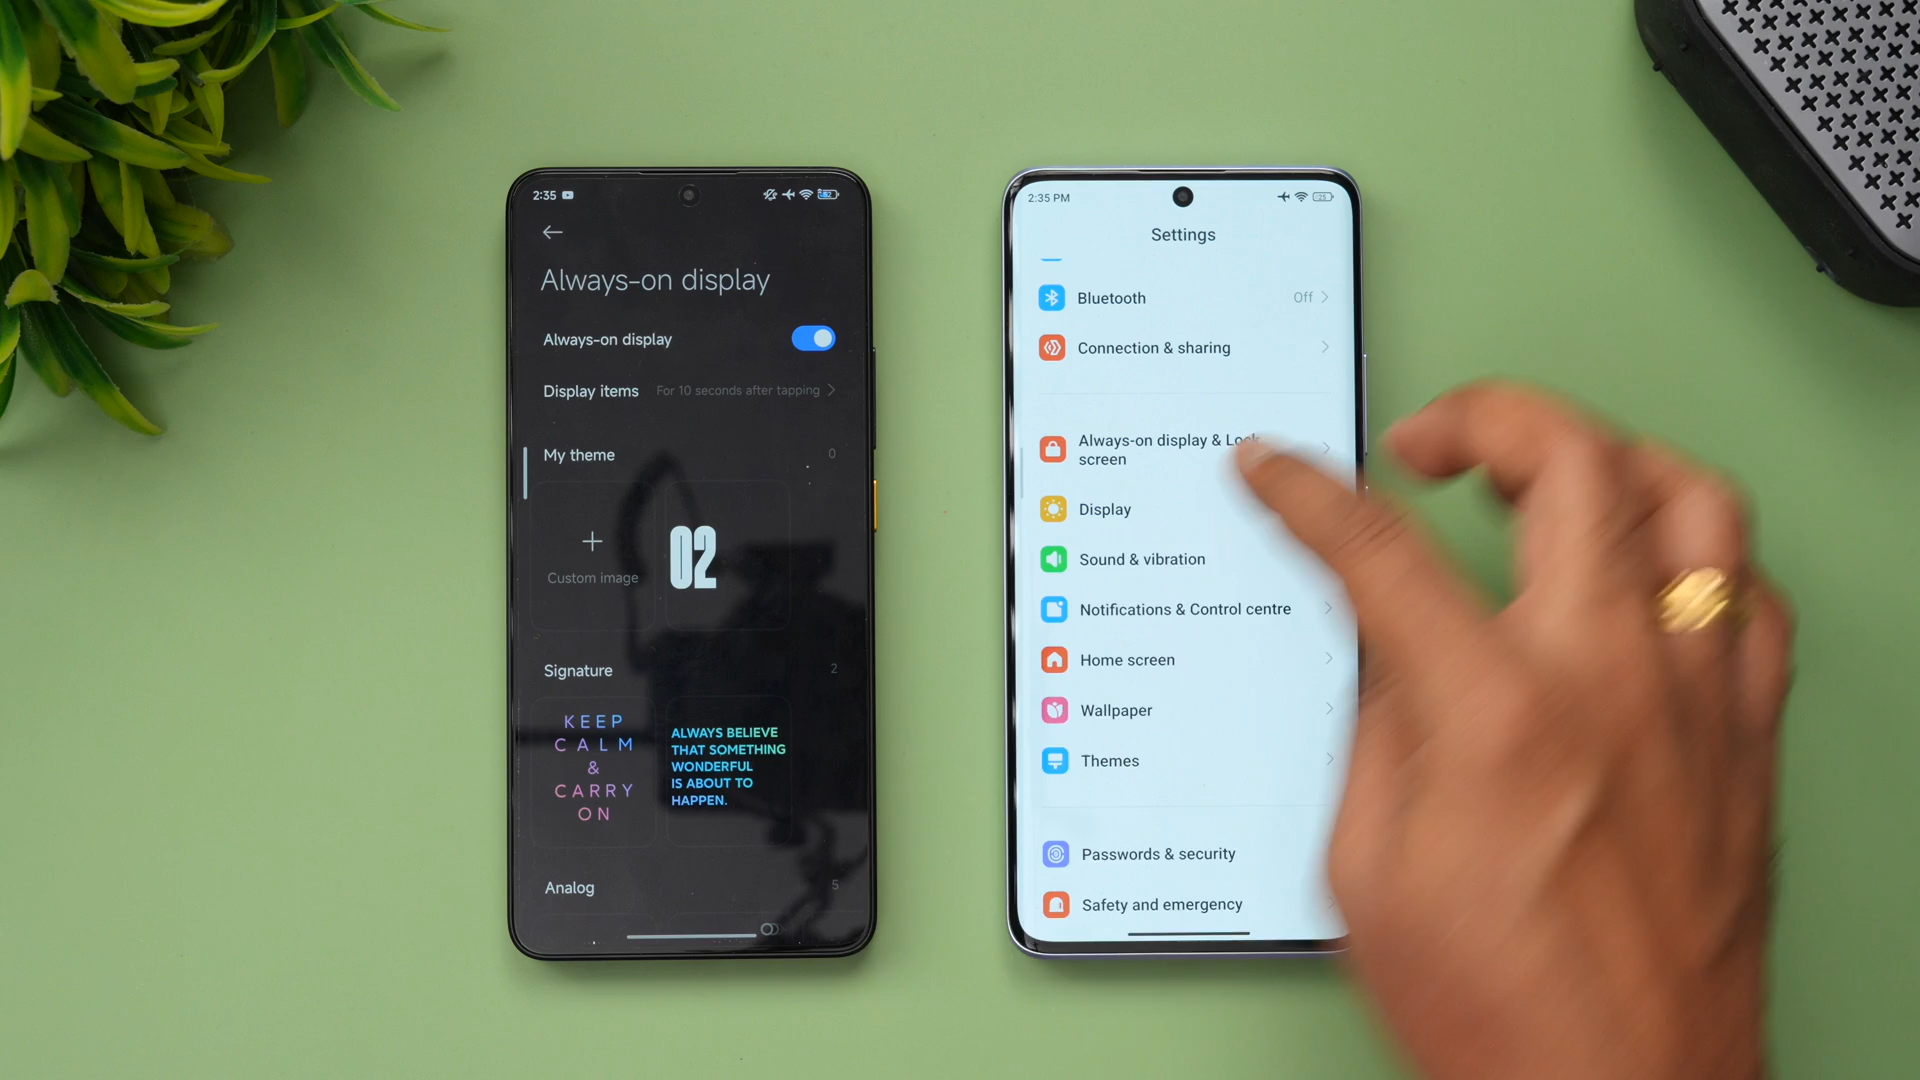 2:35
Always-on display
Always-on display
Display items For 10 seconds after tapping
My theme 0
Custom image
02
Signature 2
KEEP
CALM
&
CARRY
ON
ALWAYS BELIEVE
THAT SOMETHING
WONDERFUL
IS ABOUT TO
HAPPEN.
Analog 5
2:35 PM
25
Settings
Bluetooth Off
Connection & sharing
Always-on display & Lock
screen
Display
Sound & vibration
Notifications & Control centre
Home screen
Wallpaper
Themes
Passwords & security
Safety and emergency